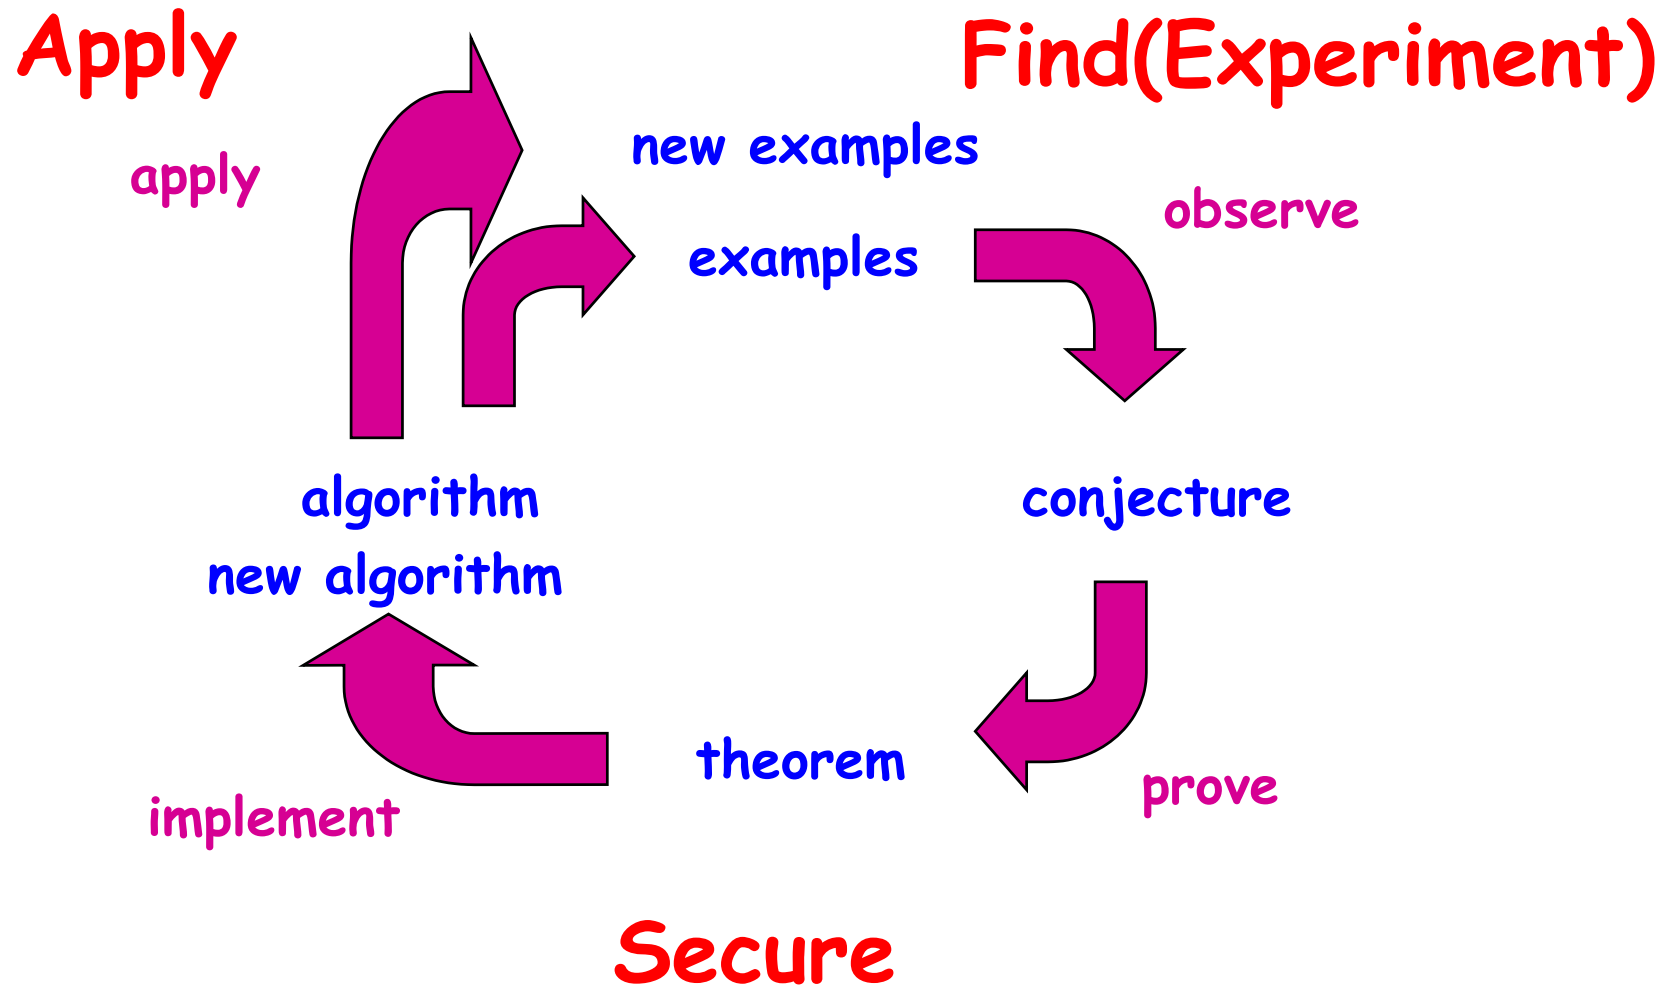 Apply
Find(Experiment)
new examples
apply
observe
examples
algorithm
conjecture
new algorithm
theorem
prove
implement
Secure